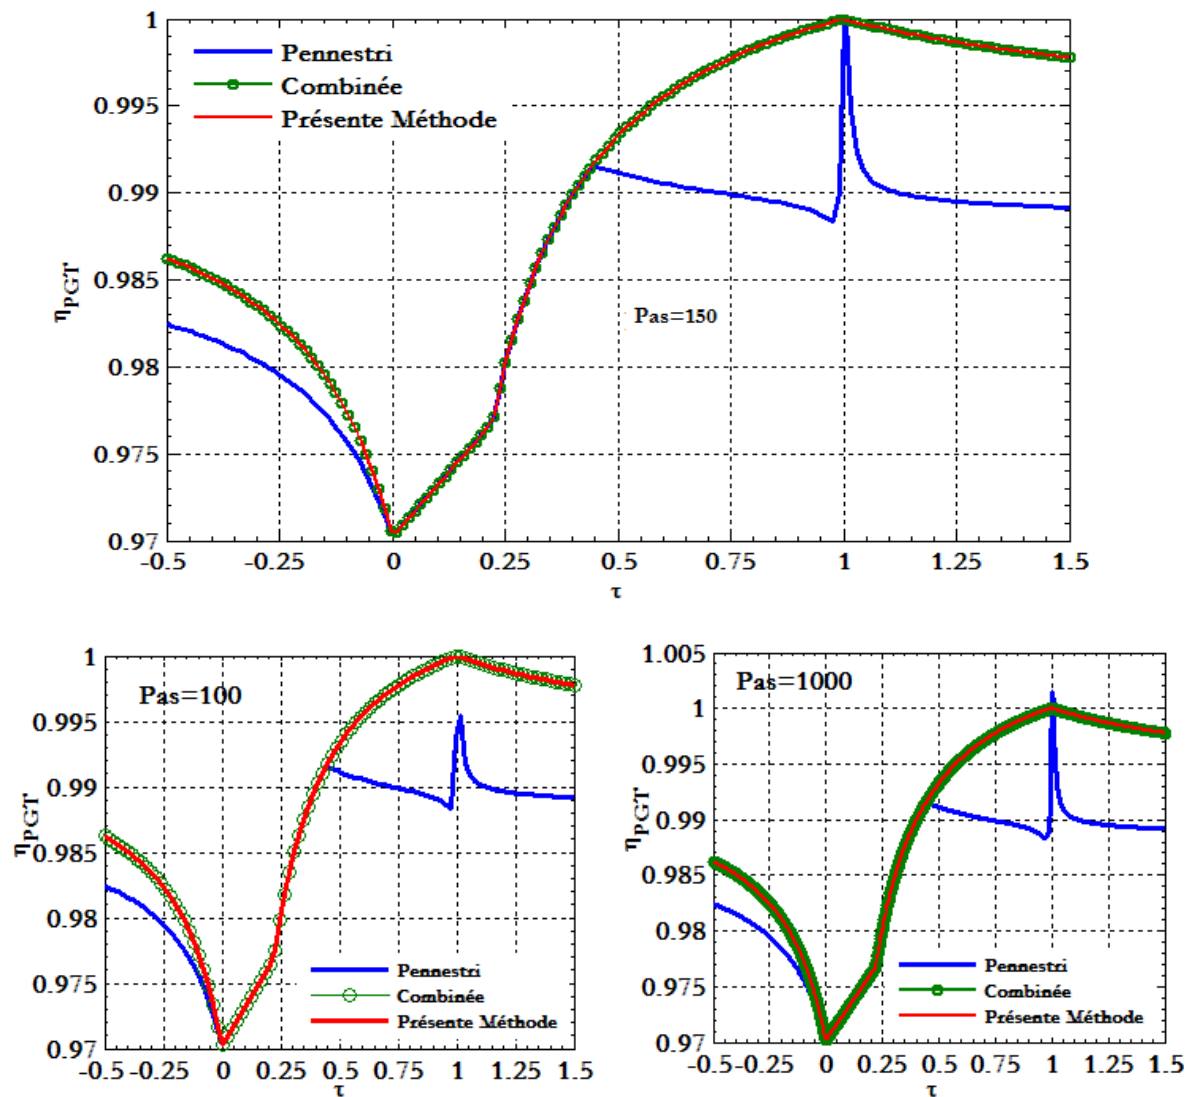 1
Pennestri
Combinée
0.995
Présente Méthode
0.99
0.985
ηPGT
Pas=150
0.98
0.975
0.97
-0.5 -0.25 0 0.25 0.5 0.75 1 1.25 1.5
τ
1
Pas=100
0.995
0.99
ηPGT
0.985
0.98
0.975
Pennestri
Combinée
Présente Méthode
0.97
-0.5-0.25 0 0.25 0.5 0.75 1 1.25 1.5
τ
1.005
Pas=1000
1
0.995
0.99
ηPGT
0.985
0.98
0.975
Pennestri
Combinée
Présente Méthode
0.97
-0.5-0.25 0 0.25 0.5 0.75 1 1.25 1.5
τ